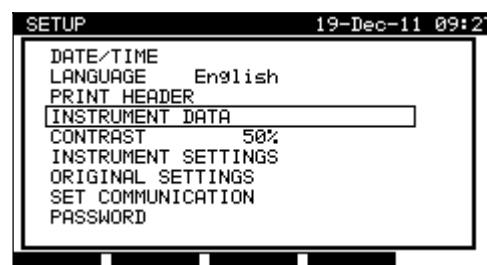 SETUP 19-Dec-11 09:27
DATE/TIME
LANGUAGE English
PRINT HEADER
INSTRUMENT DATA
CONTRAST 50%
INSTRUMENT SETTINGS
ORIGINAL SETTINGS
SET COMMUNICATION
PASSWORD